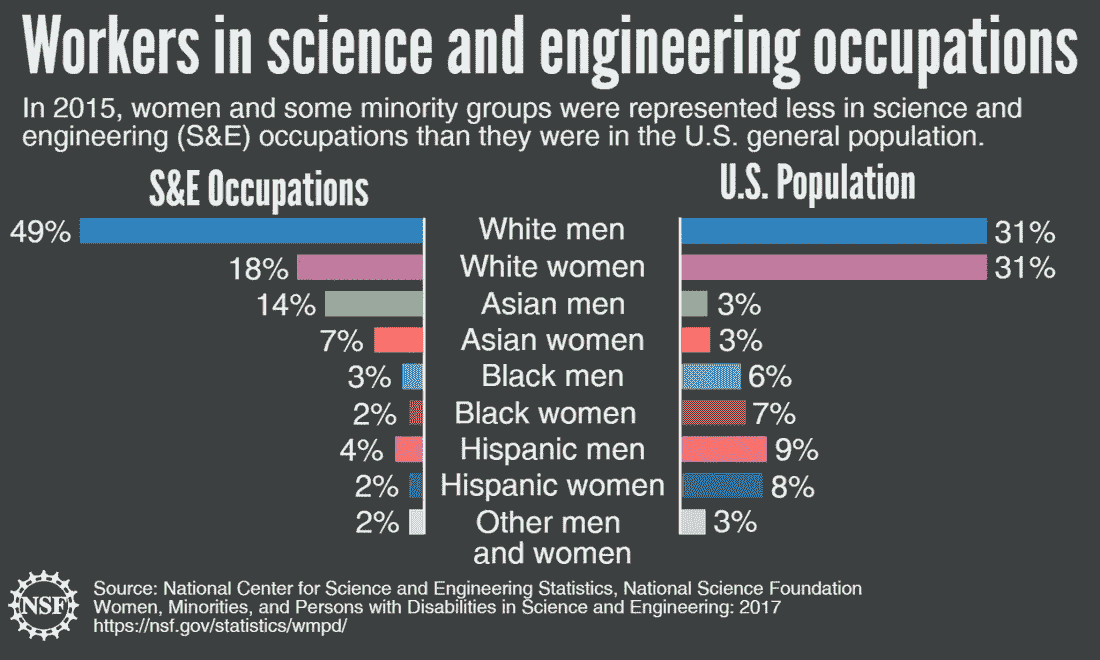 Workers in science and engineering occupations
In 2015, women and some minority groups were represented less in science and
engineering (S&E) occupations than they were in the U.S. general population.
S&E Occupations
U.S. Population
49% White men 31%
18% White women 31%
14% Asian men 3%
7% Asian women 3%
3% Black men 6%
2% Black women 7%
4% Hispanic men 9%
2% Hispanic women 8%
2% Other men 3%
and women
NSF
Source: National Center for Science and Engineering Statistics, National Science Foundation
Women, Minorities, and Persons with Disabilities in Science and Engineering: 2017
https://nsf.gov/statistics/wmpd/